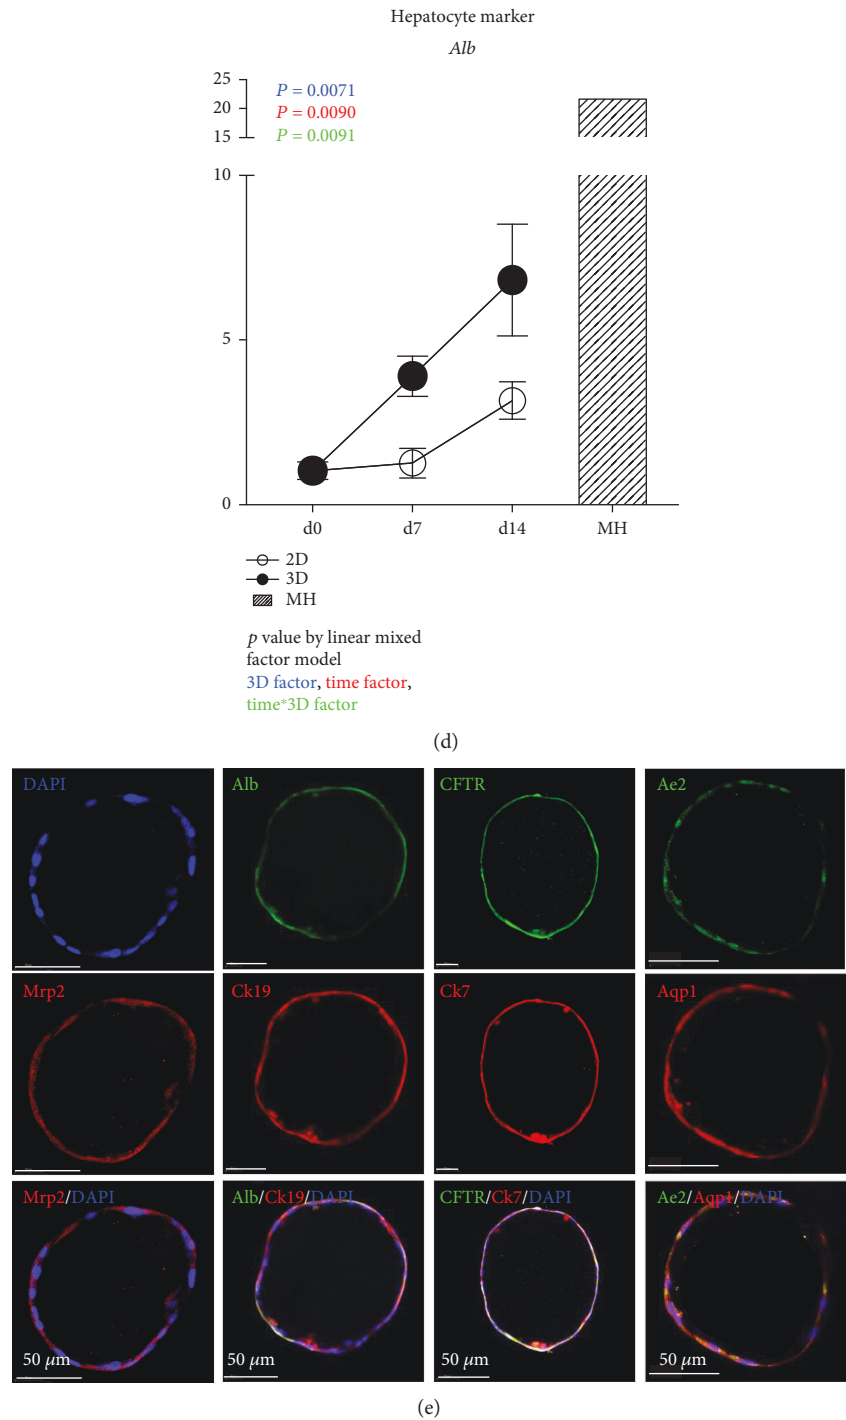 Hepatocyte marker
Alb
25
20
15
10
5
0
P = 0.0071
P = 0.0090
P = 0.0091
d0 d7 d14 MH
2D
3D
MH
p value by linear mixed
factor model
3D factor, time factor,
time*3D factor
(d)
DAPI Alb CFTR Ae2
Mrp2 Ck19 Ck7 Aqp1
Mrp2/DAPI Alb/Ck19/DAPI CFTR/Ck7/DAPI Ae2/Aqp1/DAPI
50 μm 50 μm 50 μm 50 μm
(e)